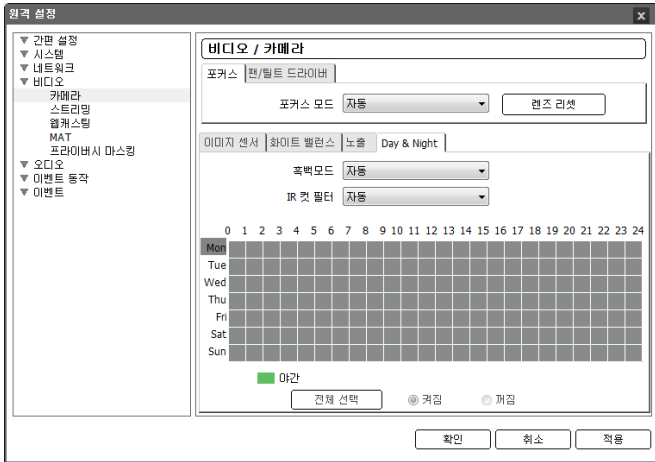 원격 설정
x
간편 설정
시스템
네트워크
비디오
카메라
스트리밍
웹캐스팅
MAT
프라이버시 마스킹
오디오
이벤트 동작
이벤트
비디오 / 카메라
포커스 팬/틸트 드라이버
포커스 모드 자동 렌즈 리셋
이미지 센서 화이트 밸런스 노출 Day & Night
흑백모드 자동
IR 컷 필터 자동
0 1 2 3 4 5 6 7 8 9 10 11 12 13 14 15 16 17 18 19 20 21 22 23 24
Mon
Tue
Wed
Thu
Fri
Sat
Sun
야간
전체 선택 켜짐 꺼짐
확인 취소 적용